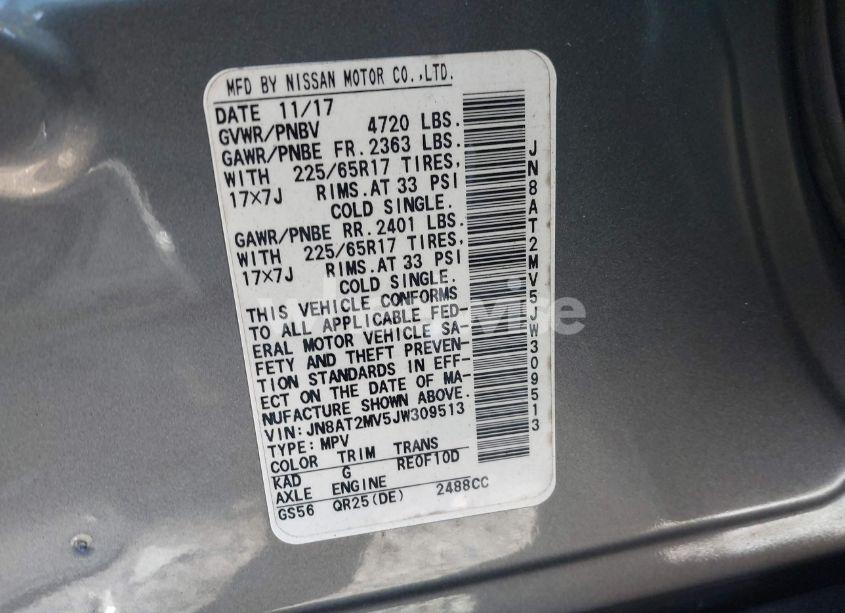 MFD BY NISSAN MOTOR CO.,LTD.
DATE 11/17
GVWR/PNBV 4720 LBS.
GAWR/PNBE FR. 2363 LBS.
WITH 225/65R17 TIRES,
17×7J RIMS.AT 33 PSI
COLD SINGLE.
GAWR/PNBE RR. 2401 LBS.
WITH 225/65R17 TIRES,
17×7J RIMS.AT 33 PSI
COLD SINGLE.
THIS VEHICLE CONFORMS
TO ALL APPLICABLE FED-
ERAL MOTOR VEHICLE SA-
FETY AND THEFT PREVEN-
TION STANDARDS IN EFF-
ECT ON THE DATE OF MA-
NUFACTURE SHOWN ABOVE.
VIN: JN8AT2MV5JW309513
TYPE: MPV
COLOR TRIM TRANS
KAD G RE0F10D
AXLE ENGINE
GS56 QR25(DE) 2488CC
JN8AT2MV5JW309513